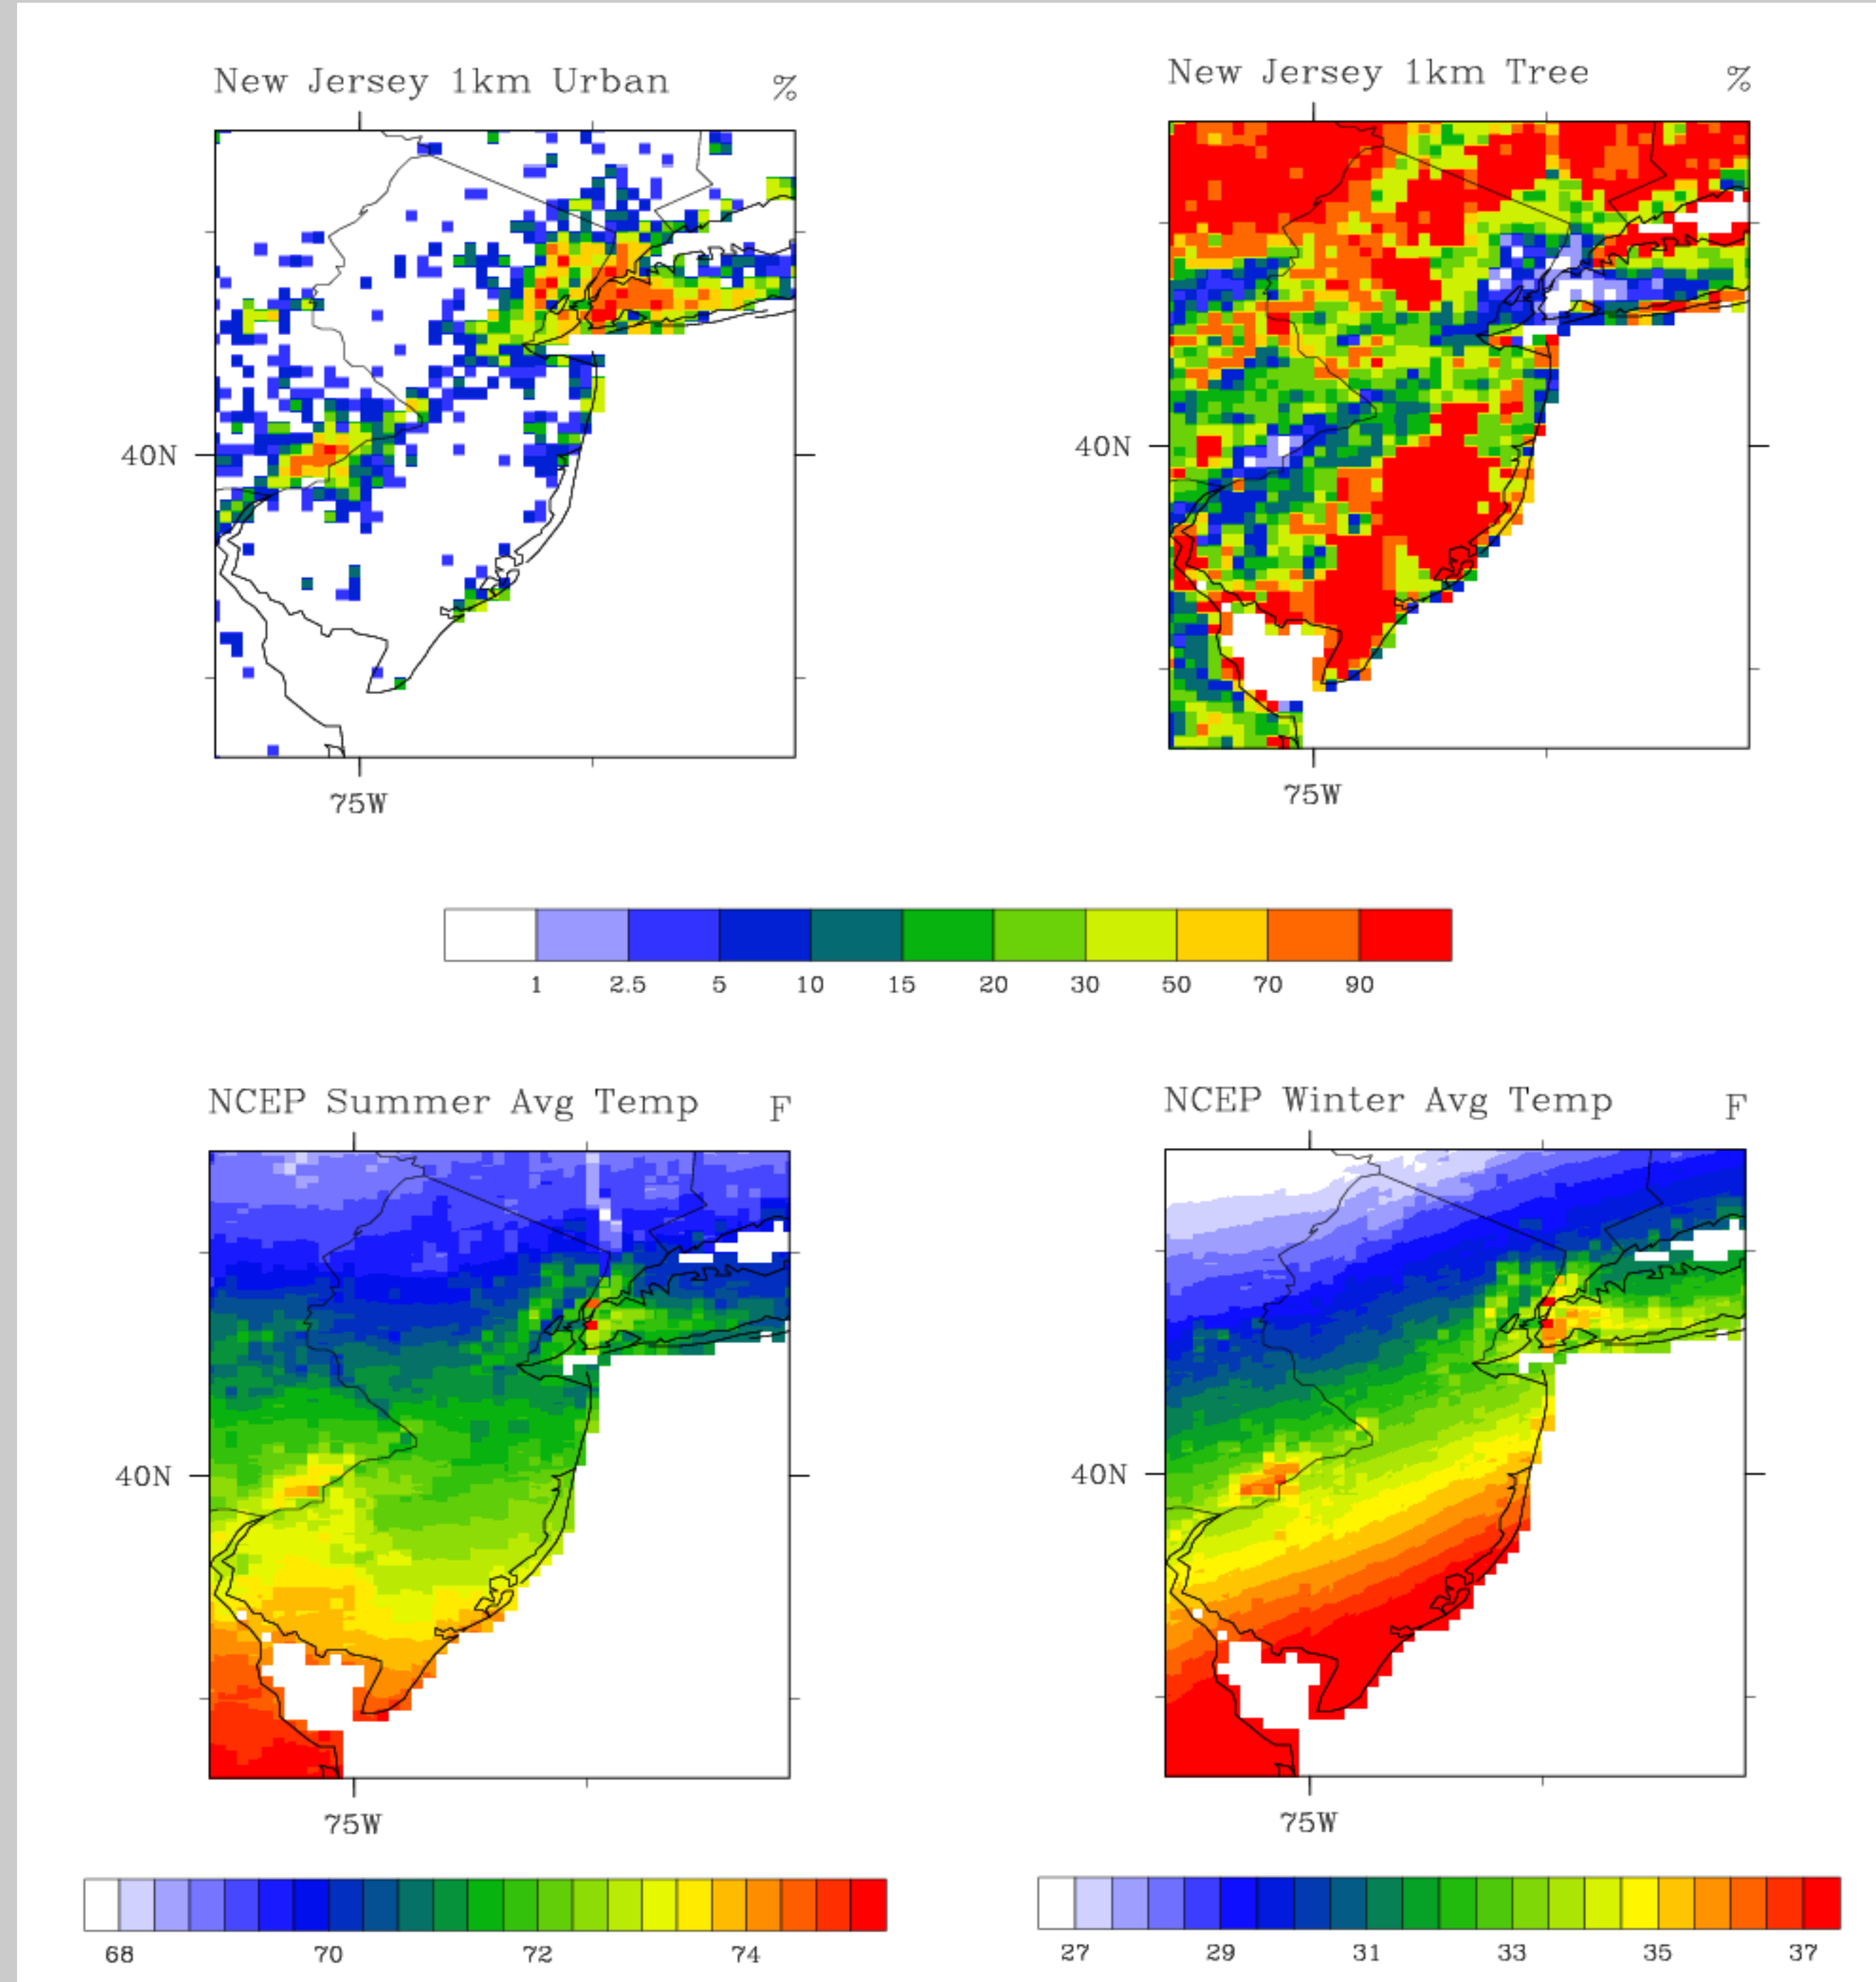 New Jersey 1km Urban %
40N
75W
New Jersey 1km Tree %
40N
75W
1 2.5 5 10 15 20 30 50 70 90
NCEP Summer Avg Temp F
40N
75W
68 70 72 74
NCEP Winter Avg Temp F
40N
75W
27 29 31 33 35 37